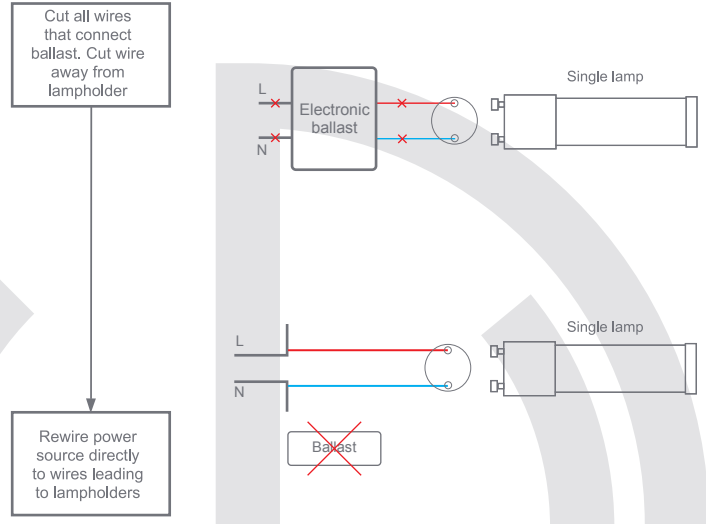 Cut all wires
that connect
ballast. Cut wire
away from
lampholder
L
N
Electronic
ballast
Single lamp
L
N
Single lamp
Ballast
Rewire power
source directly
to wires leading
to lampholders